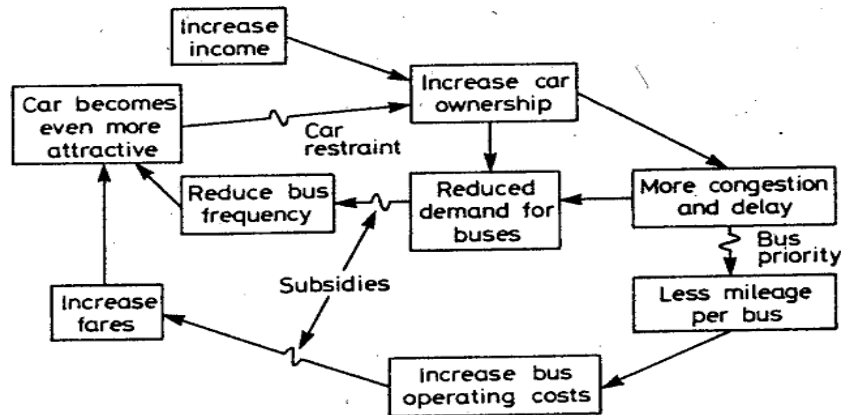 Increase
income
Increase car
ownership
Car becomes
even more
attractive
Car
restraint
Reduce bus
frequency
Reduced
demand for
buses
More congestion
and delay
Bus
priority
Subsidies
Increase
fares
Less mileage
per bus
Increase bus
operating costs